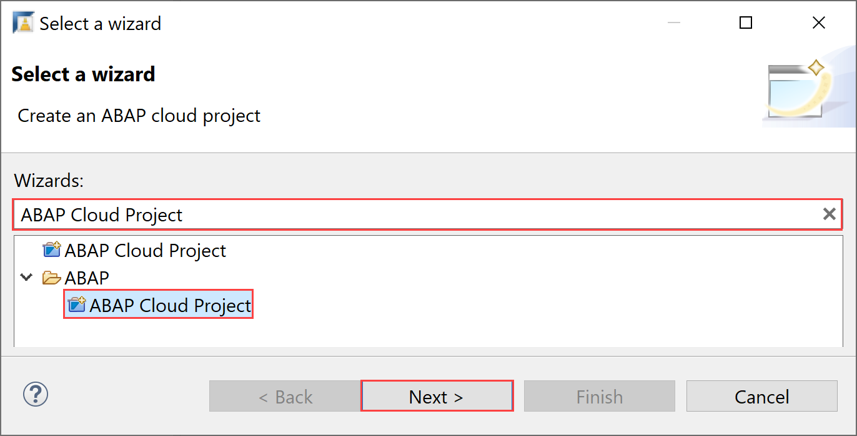 Select a wizard
Select a wizard
Create an ABAP cloud project
Wizards:
ABAP Cloud Project
ABAP Cloud Project
ABAP
ABAP Cloud Project
? < Back Next > Finish Cancel